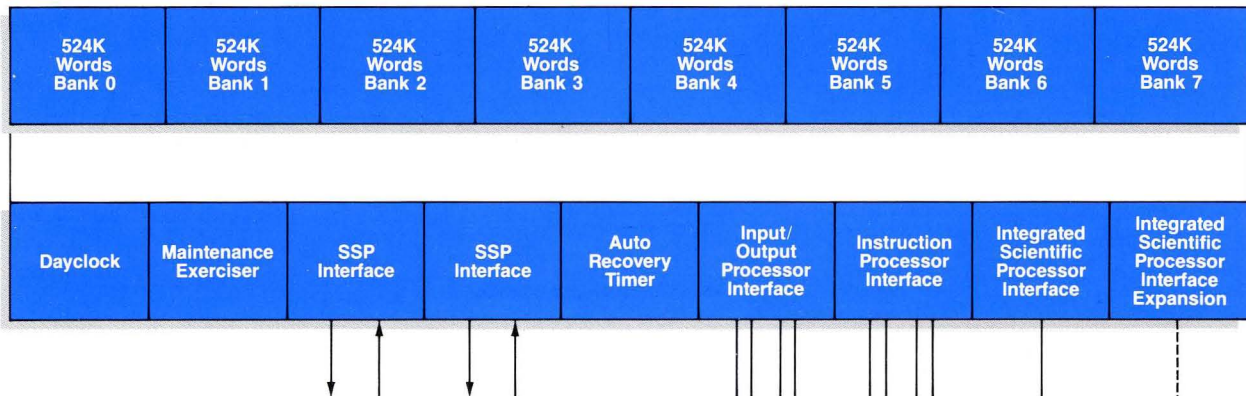 524K
Words
Bank 0
524K
Words
Bank 1
524K
Words
Bank 2
524K
Words
Bank 3
524K
Words
Bank 4
524K
Words
Bank 5
524K
Words
Bank 6
524K
Words
Bank 7
Dayclock
Maintenance
Exerciser
SSP
Interface
SSP
Interface
Auto
Recovery
Timer
Input/
Output
Processor
Interface
Instruction
Processor
Interface
Integrated
Scientific
Processor
Interface
Integrated
Scientific
Processor
Interface
Expansion